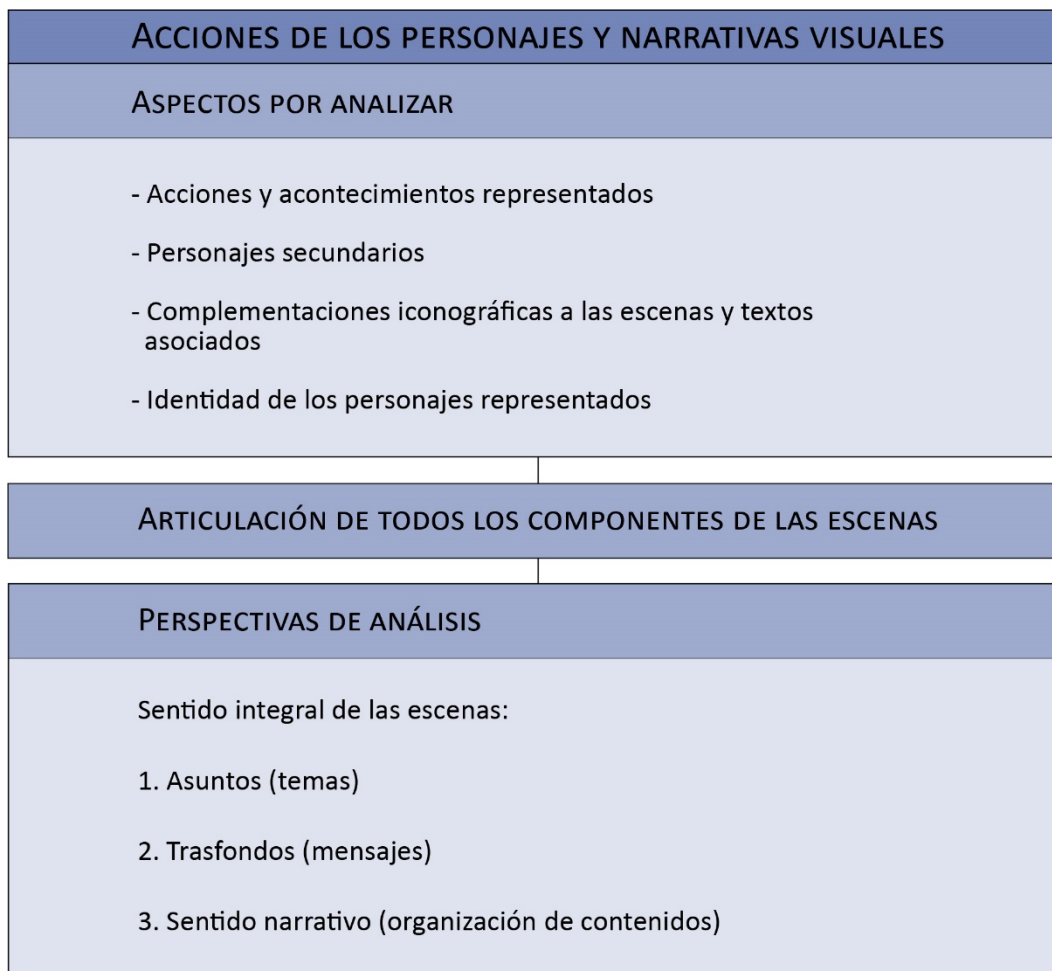 ACCIONES DE LOS PERSONAJES Y NARRATIVAS VISUALES
ASPECTOS POR ANALIZAR
- Acciones y acontecimientos representados
- Personajes secundarios
- Complementaciones iconográficas a las escenas y textos
asociados
- Identidad de los personajes representados
ARTICULACIÓN DE TODOS LOS COMPONENTES DE LAS ESCENAS
PERSPECTIVAS DE ANÁLISIS
Sentido integral de las escenas:
1. Asuntos (temas)
2. Trasfondos (mensajes)
3. Sentido narrativo (organización de contenidos)